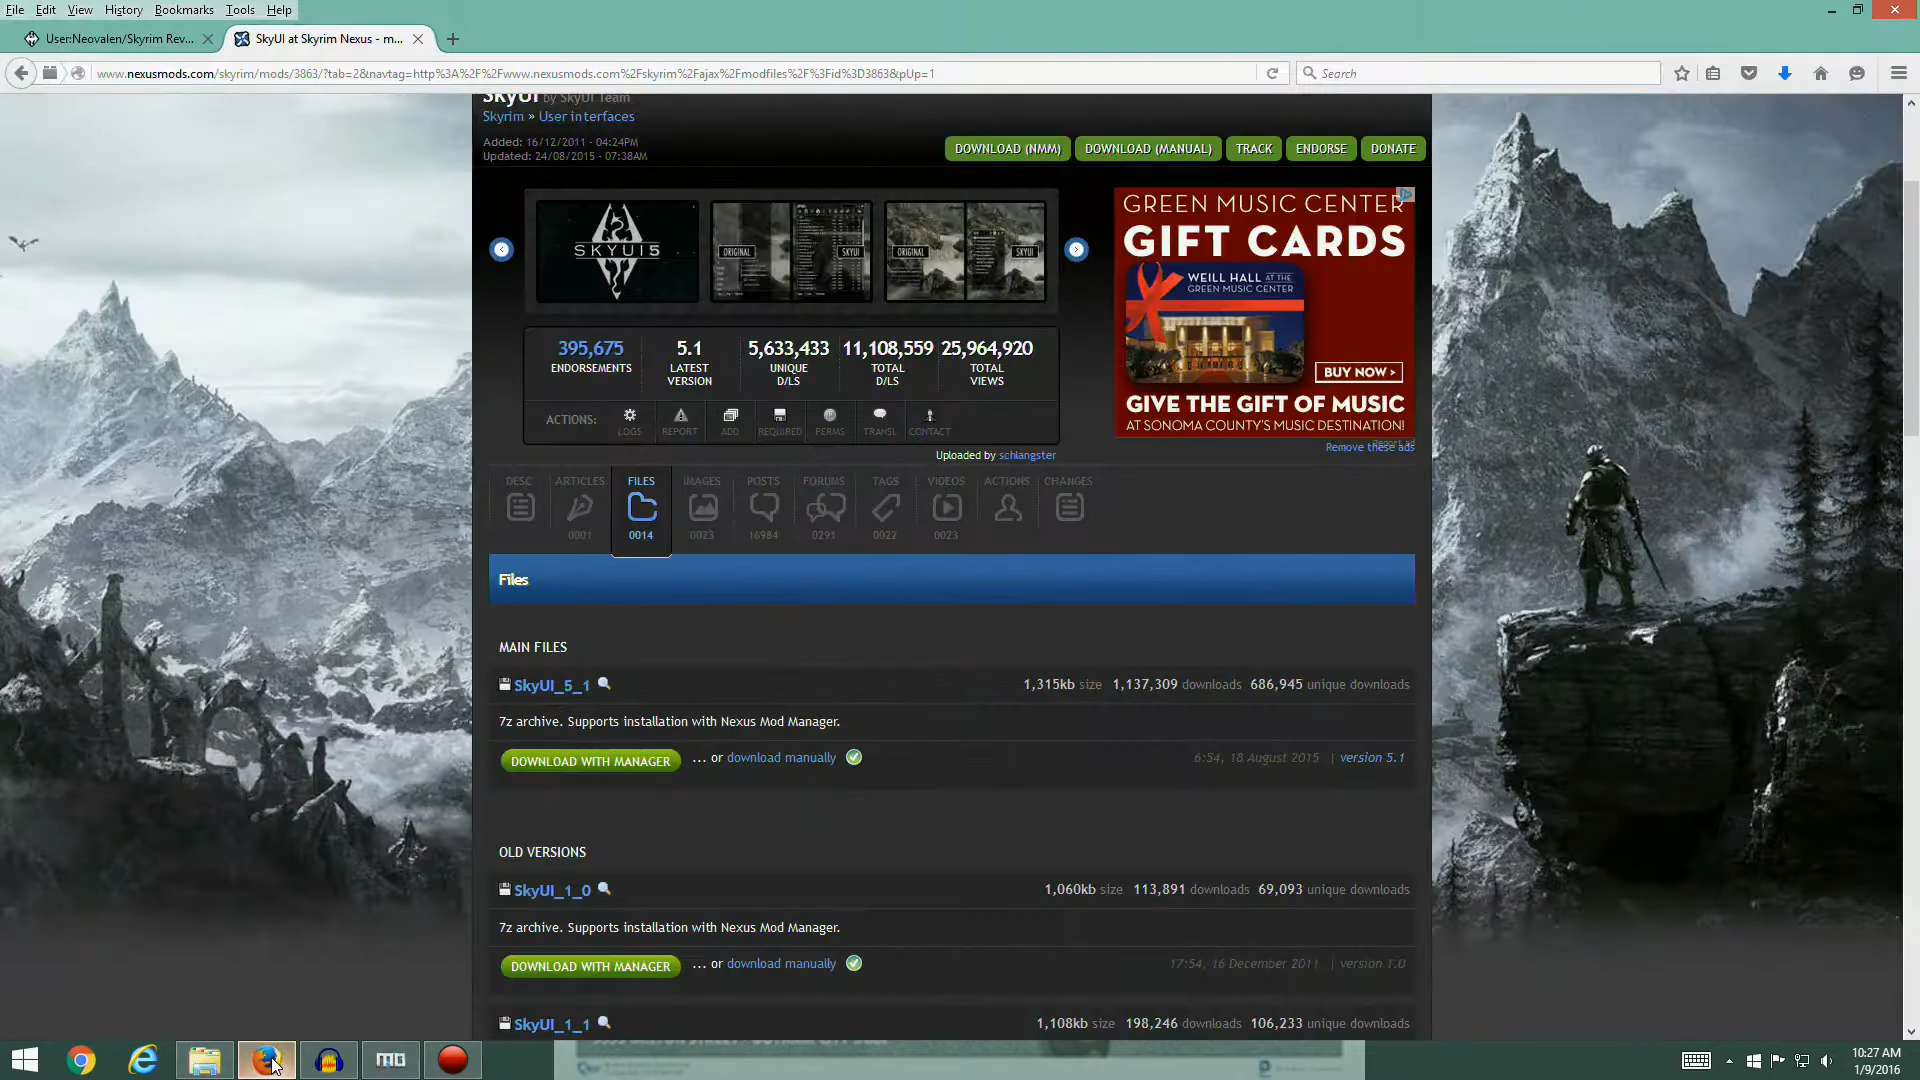 File Edit View History Bookmarks Tools Help
User:Neovalen/Skyrim Rev...
SkyUI at Skyrim Nexus - m...
www.nexusmods.com/skyrim/mods/3863/?tab=2&navtag=http%3A%2F%2Fwww.nexusmods.com%2Fskyrim%2Fajax%2Fmodfiles%2F%3Fid%3D3863&pUp=1
Search
SkyUI by SkyUI Team
Skyrim » User interfaces
Added: 16/12/2011 - 04:24PM
Updated: 24/08/2015 - 07:38AM
DOWNLOAD (NMM) DOWNLOAD (MANUAL) TRACK ENDORSE DONATE
SKYUI5
ORIGINAL SKYUI
ORIGINAL SKYUI
GREEN MUSIC CENTER
GIFT CARDS
WEILL HALL AT THE
GREEN MUSIC CENTER
BUY NOW >
GIVE THE GIFT OF MUSIC
AT SONOMA COUNTY'S MUSIC DESTINATION!
Report ad
Remove these ads
395,675 5.1 5,633,433 11,108,559 25,964,920
ENDORSEMENTS LATEST VERSION UNIQUE D/LS TOTAL D/LS TOTAL VIEWS
ACTIONS: LOGS REPORT ADD REQUIRED PERMS TRANSL CONTACT
Uploaded by schlangster
DESC ARTICLES FILES IMAGES POSTS FORUMS TAGS VIDEOS ACTIONS CHANGES
0001 0014 0023 16984 0291 0022 0023
Files
MAIN FILES
SkyUI_5_1 1,315kb size 1,137,309 downloads 686,945 unique downloads
7z archive. Supports installation with Nexus Mod Manager.
DOWNLOAD WITH MANAGER ... or download manually 6:54, 18 August 2015 | version 5.1
OLD VERSIONS
SkyUI_1_0 1,060kb size 113,891 downloads 69,093 unique downloads
7z archive. Supports installation with Nexus Mod Manager.
DOWNLOAD WITH MANAGER ... or download manually 17:54, 16 December 2011 | version 1.0
SkyUI_1_1 1,108kb size 198,246 downloads 106,233 unique downloads
MO
10:27 AM
1/9/2016